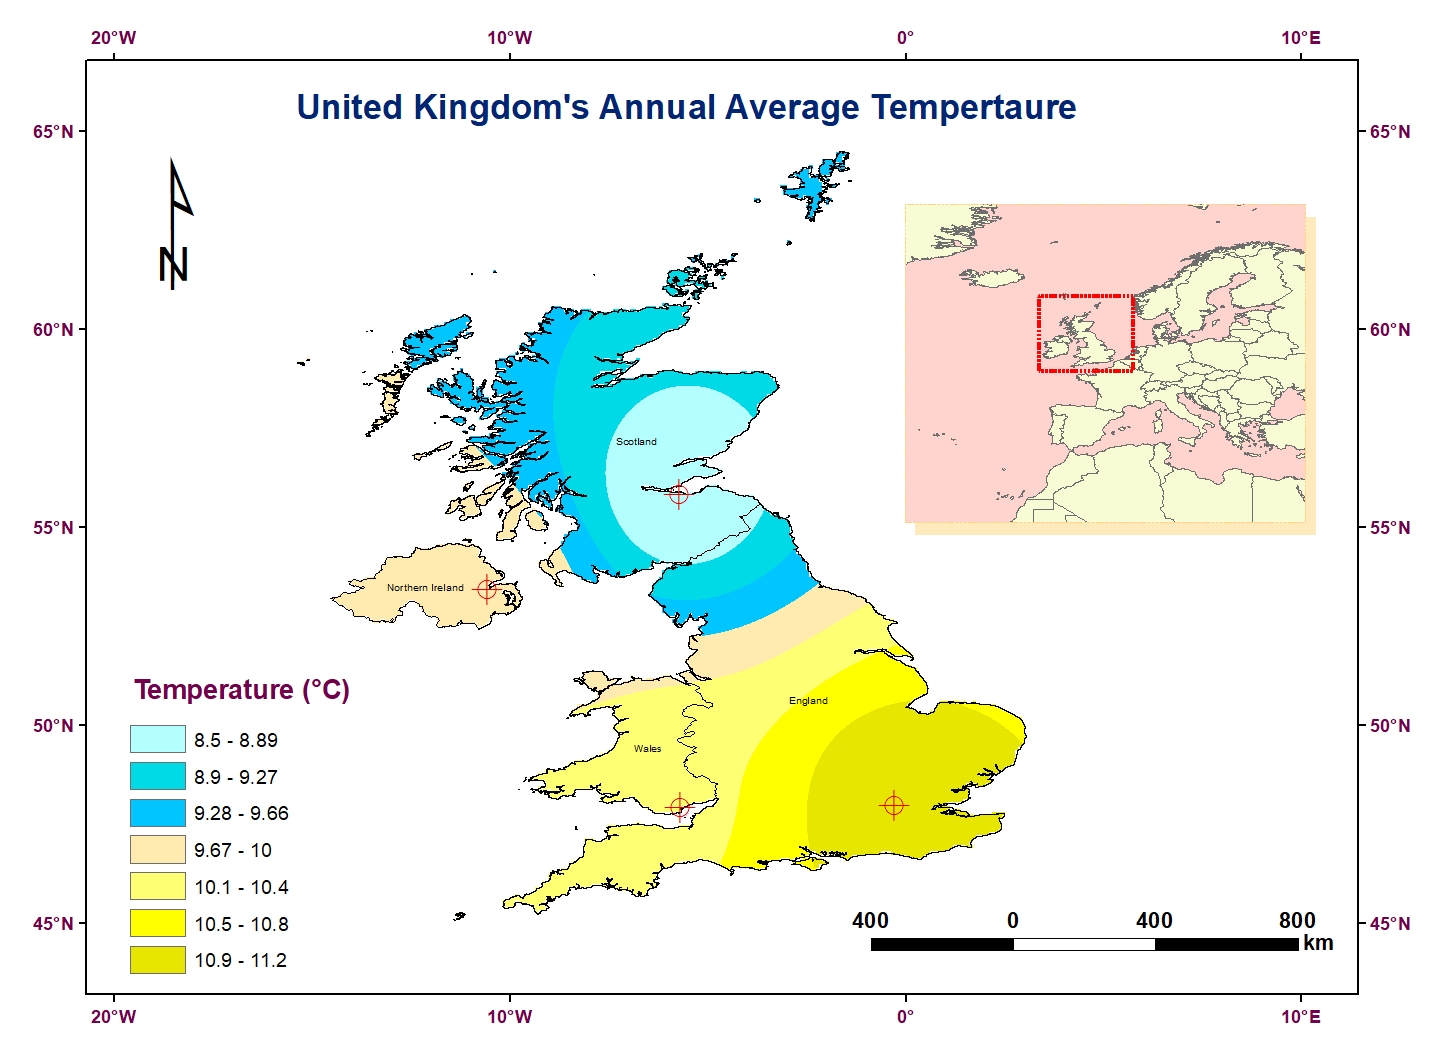 20°W 10°W 0° 10°E
United Kingdom's Annual Average Tempertaure
65°N 65°N
N
60°N 60°N
Scotland
55°N 55°N
Northern Ireland
Temperature (°C)
England
50°N 50°N
8.5 - 8.89
Wales
8.9 - 9.27
9.28 - 9.66
9.67 - 10
10.1 - 10.4
10.5 - 10.8
400 0 400 800
45°N 45°N
km
10.9 - 11.2
20°W 10°W 0° 10°E